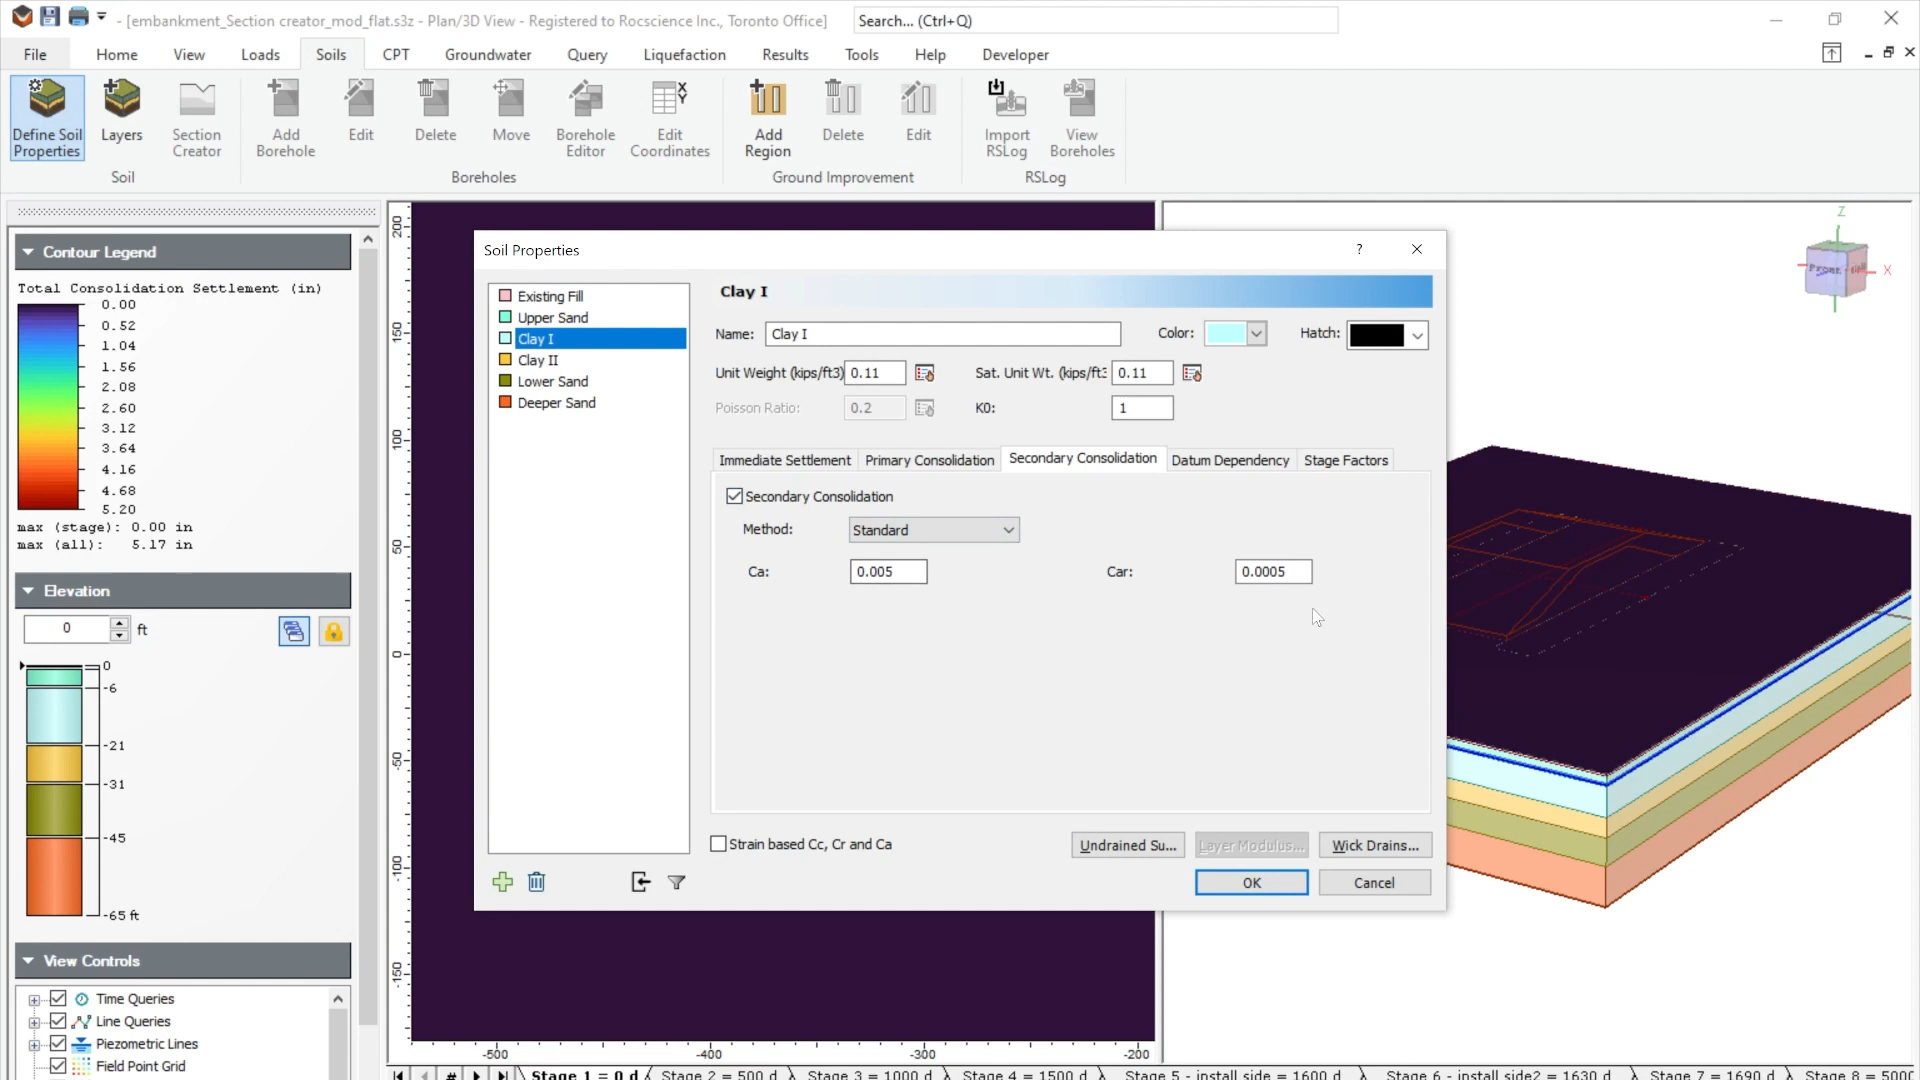 - [embankment_Section creator_mod_flat.s3z - Plan/3D View - Registered to Rocscience Inc., Toronto Office]
Search... (Ctrl+Q)
File Home View Loads Soils CPT Groundwater Query Liquefaction Results Tools Help Developer
Define Soil Properties
Layers
Section Creator
Add Borehole
Edit
Delete
Move
Borehole Editor
Edit Coordinates
Add Region
Delete
Edit
Import RSLog
View Boreholes
Soil
Boreholes
Ground Improvement
RSLog
Contour Legend
Total Consolidation Settlement (in)
0.00
0.52
1.04
1.56
2.08
2.60
3.12
3.64
4.16
4.68
5.20
max (stage): 0.00 in
max (all): 5.17 in
Elevation
0 ft
0
-6
-21
-31
-45
-65 ft
View Controls
Time Queries
Line Queries
Piezometric Lines
Field Point Grid
200
150
100
50
0
-50
-100
-150
-500 -400 -300 -200
Soil Properties
?
Existing Fill
Upper Sand
Clay I
Clay II
Lower Sand
Deeper Sand
Clay I
Name: Clay I
Color:
Hatch:
Unit Weight (kips/ft3) 0.11
Sat. Unit Wt. (kips/ft3 0.11
Poisson Ratio: 0.2
K0: 1
Immediate Settlement
Primary Consolidation
Secondary Consolidation
Datum Dependency
Stage Factors
Secondary Consolidation
Method: Standard
Ca: 0.005
Car: 0.0005
Strain based Cc, Cr and Ca
Undrained Su...
Layer Modulus...
Wick Drains...
OK
Cancel
Z
X
Front
Stage 1 = 0 d
Stage 2 = 500 d
Stage 3 = 1000 d
Stage 4 = 1500 d
Stage 5 - install side = 1600 d
Stage 6 - install side2 = 1630 d
Stage 7 = 1690 d
Stage 8 = 5000